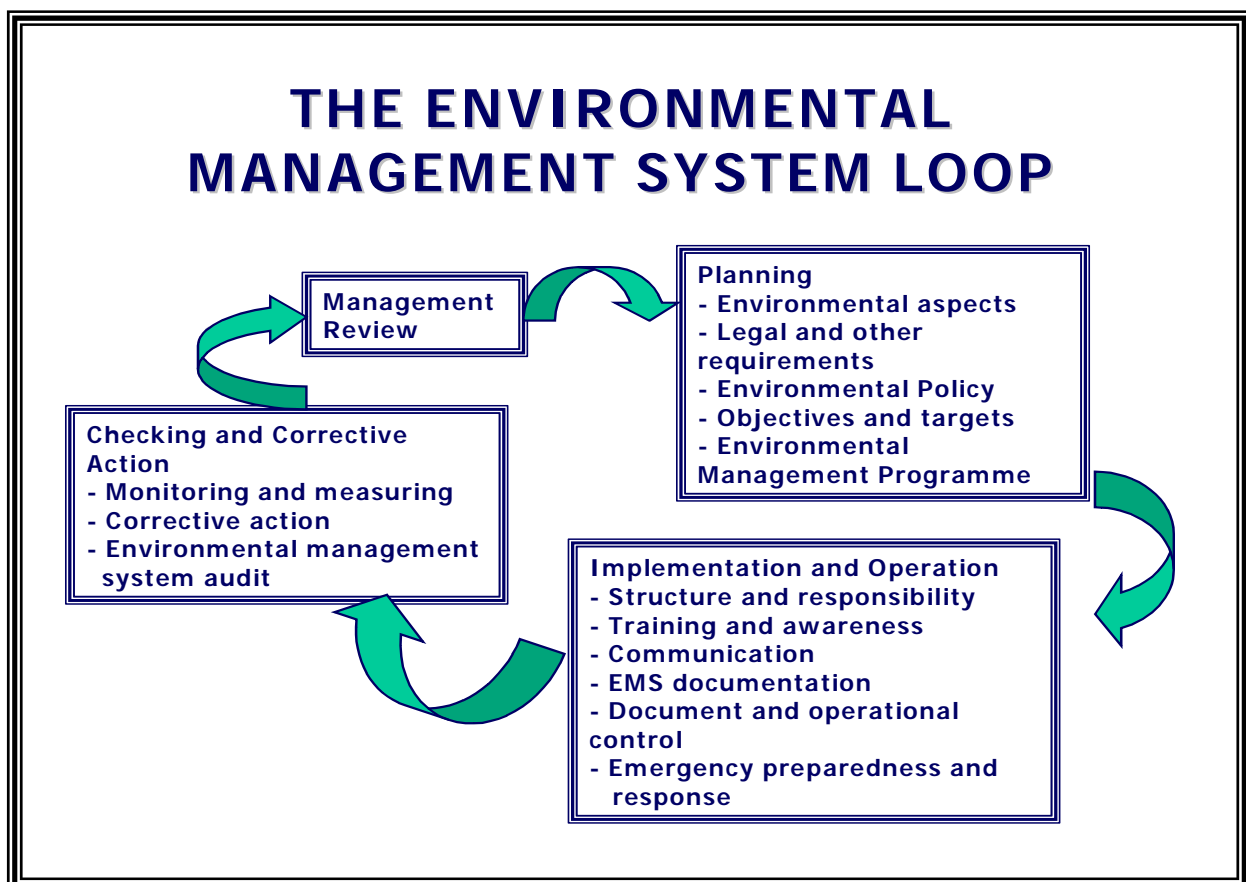 THE ENVIRONMENTAL
MANAGEMENT SYSTEM LOOP
Management
Review
Planning
- Environmental aspects
- Legal and other
requirements
- Environmental Policy
- Objectives and targets
- Environmental
Management Programme
Implementation and Operation
- Structure and responsibility
- Training and awareness
- Communication
- EMS documentation
- Document and operational
control
- Emergency preparedness and
response
Checking and Corrective
Action
- Monitoring and measuring
- Corrective action
- Environmental management
system audit